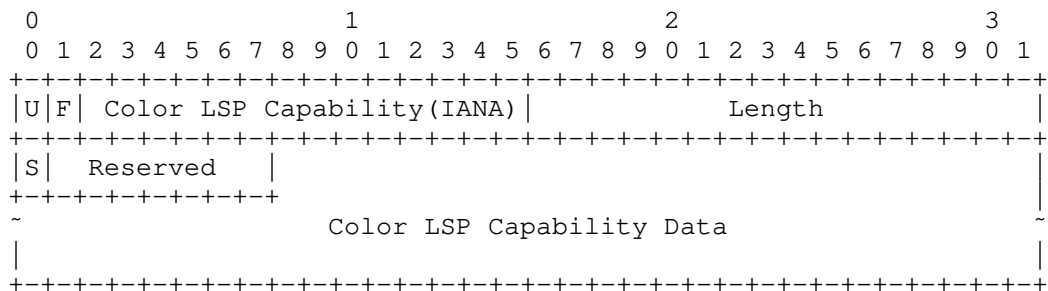 0                   1                   2                   3
 0 1 2 3 4 5 6 7 8 9 0 1 2 3 4 5 6 7 8 9 0 1 2 3 4 5 6 7 8 9 0 1
+-+-+-+-+-+-+-+-+-+-+-+-+-+-+-+-+-+-+-+-+-+-+-+-+-+-+-+-+-+-+-+-+
|U|F| Color LSP Capability(IANA)|            Length             |
+-+-+-+-+-+-+-+-+-+-+-+-+-+-+-+-+-+-+-+-+-+-+-+-+-+-+-+-+-+-+-+-+
|S|  Reserved   |                                               |
+-+-+-+-+-+-+-+-+                                               |
~                   Color LSP Capability Data                   ~
|                                                               |
+-+-+-+-+-+-+-+-+-+-+-+-+-+-+-+-+-+-+-+-+-+-+-+-+-+-+-+-+-+-+-+-+